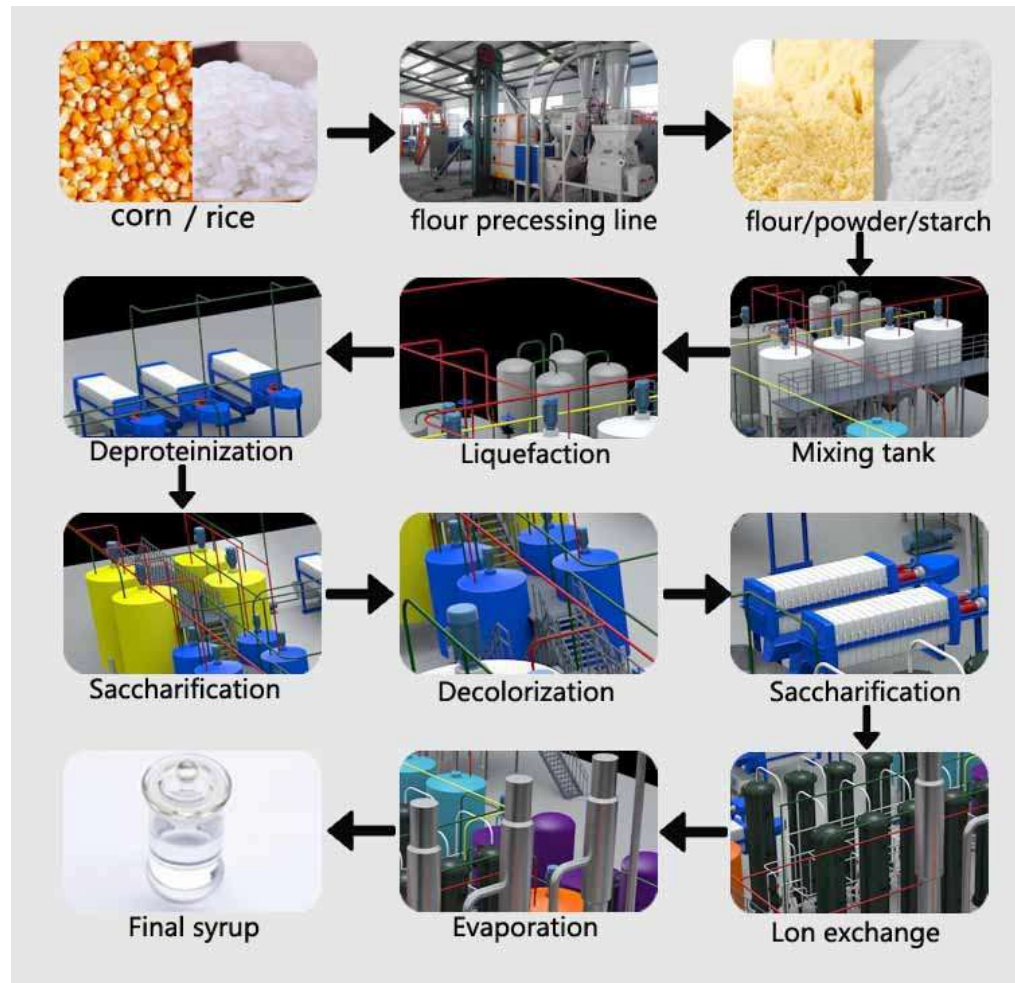 corn / rice
flour precessing line
flour/powder/starch
Deproteinization
Liquefaction
Mixing tank
Saccharification
Decolorization
Saccharification
Final syrup
Evaporation
Lon exchange